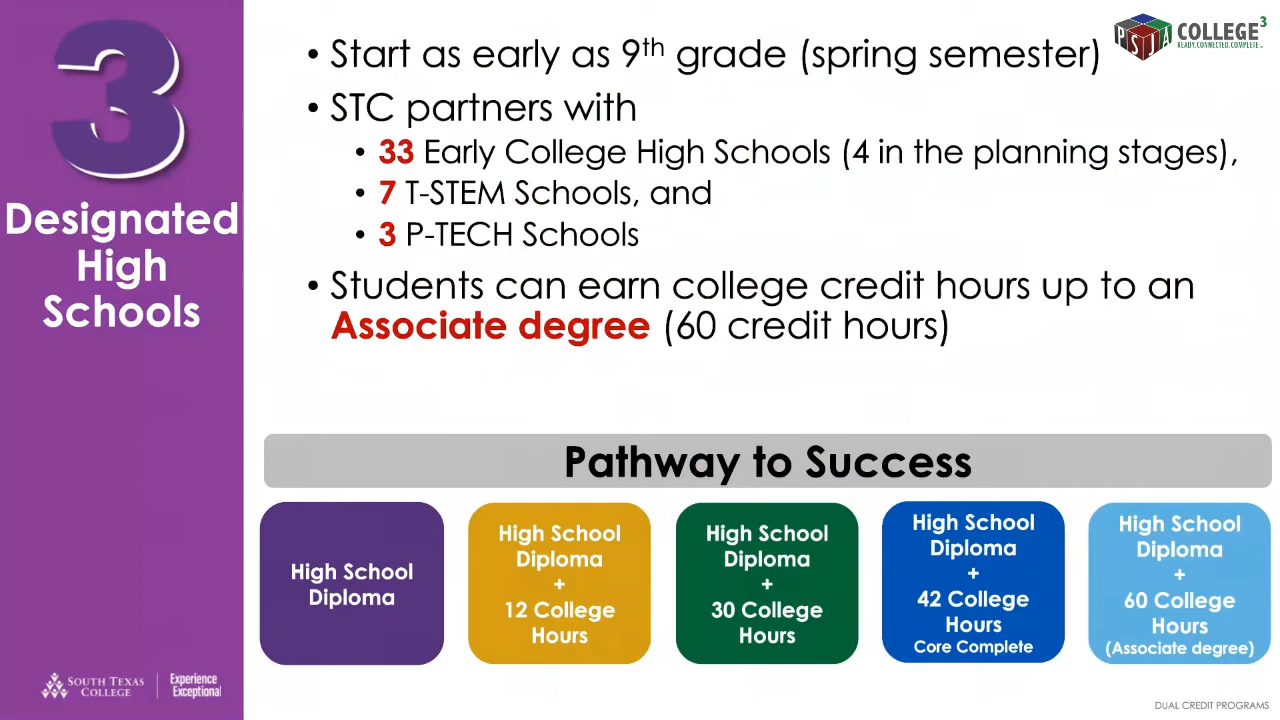 3
Designated
High
Schools
SOUTH TEXAS
COLLEGE
Experience
Exceptional
PSJA
COLLEGE³
READY.CONNECTED.COMPLETE
• Start as early as 9th grade (spring semester)
• STC partners with
• 33 Early College High Schools (4 in the planning stages),
• 7 T-STEM Schools, and
• 3 P-TECH Schools
• Students can earn college credit hours up to an
Associate degree (60 credit hours)
Pathway to Success
High School
Diploma
High School
Diploma
+
12 College
Hours
High School
Diploma
+
30 College
Hours
High School
Diploma
+
42 College
Hours
Core Complete
High School
Diploma
+
60 College
Hours
(Associate degree)
DUAL CREDIT PROGRAMS